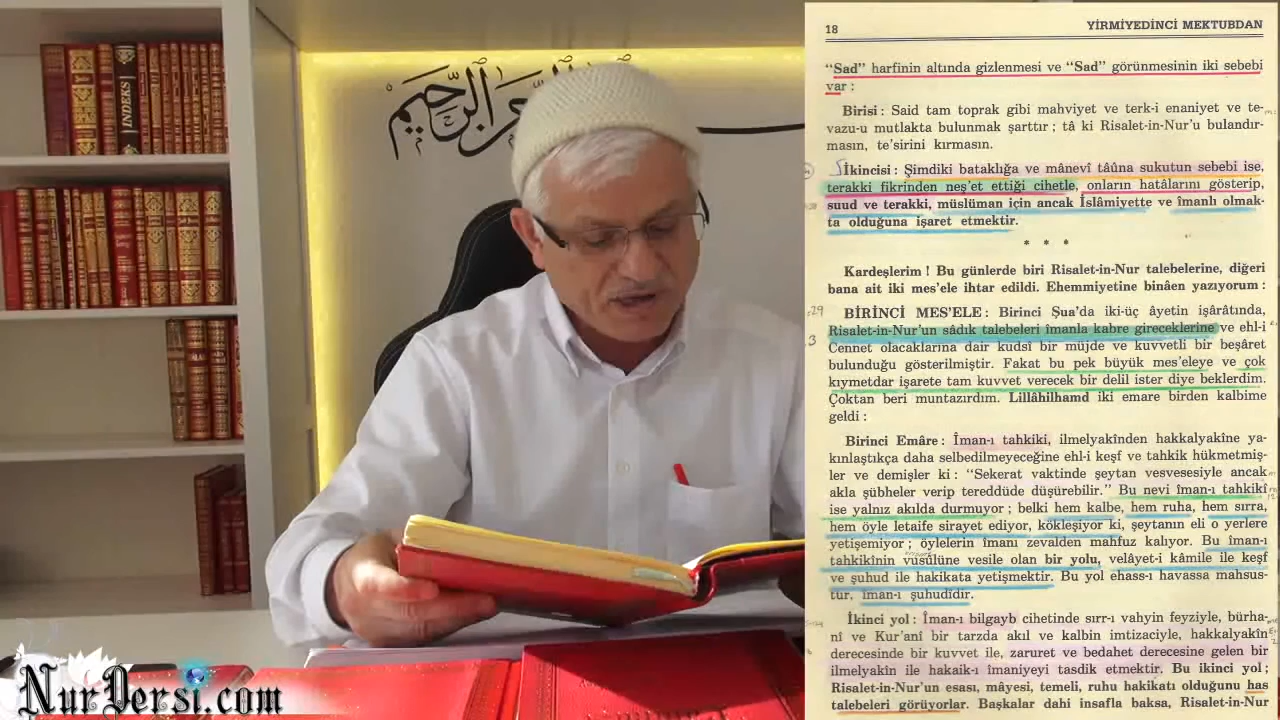 INDEKS
الرحيم
NurDersi.com
18 YİRMİYEDİNCİ MEKTUBDAN
“Sad” harfinin altında gizlenmesi ve “Sad” görünmesinin iki sebebi
var :
Birisi : Said tam toprak gibi mahviyet ve terk-i enaniyet ve te-
vazu-u mutlakta bulunmak şarttır ; tâ ki Risalet-in-Nur'u bulandır-
masın, te'sirini kırmasın.
İkincisi : Şimdiki bataklığa ve mânevî tâûna sukutun sebebi ise,
terakki fikrinden neş'et ettiği cihetle, onların hatâlarını gösterip,
suud ve terakki, müslüman için ancak İslâmiyette ve îmanlı olmak-
ta olduğuna işaret etmektir.
* * *
Kardeşlerim ! Bu günlerde biri Risalet-in-Nur talebelerine, diğeri
bana ait iki mes'ele ihtar edildi. Ehemmiyetine binâen yazıyorum :
BİRİNCİ MES'ELE : Birinci Şua'da iki-üç âyetin işârâtında,
Risalet-in-Nur'un sâdık talebeleri îmanla kabre gireceklerine ve ehl-i
Cennet olacaklarına dair kudsî bir müjde ve kuvvetli bir beşâret
bulunduğu gösterilmiştir. Fakat bu pek büyük mes'eleye ve çok
kıymetdar işarete tam kuvvet verecek bir delil ister diye beklerdim.
Çoktan beri muntazırdım. Lillâhilhamd iki emare birden kalbime
geldi :
Birinci Emâre : Îman-ı tahkiki, ilmelyakînden hakkalyakîne ya-
kınlaştıkça daha selbedilmeyeceğine ehl-i keşf ve tahkik hükmetmiş-
ler ve demişler ki : “Sekerat vaktinde şeytan vesvesesiyle ancak
akla şübheler verip tereddüde düşürebilir.” Bu nevi îman-ı tahkikî
ise yalnız akılda durmuyor ; belki hem kalbe, hem ruha, hem sırra,
hem öyle letaife sirayet ediyor, kökleşiyor ki, şeytanın eli o yerlere
yetişemiyor ; öylelerin îmanı zevalden mahfuz kalıyor. Bu îman-ı
tahkikînin vüsûlüne vesile olan bir yolu, velâyet-i kâmile ile keşf
ve şuhud ile hakikata yetişmektir. Bu yol ehass-ı havassa mahsus-
tur, îman-ı şuhudîdir.
İkinci yol : Îman-ı bilgayb cihetinde sırr-ı vahyin feyziyle, bürha-
nî ve Kur'anî bir tarzda akıl ve kalbin imtizaciyle, hakkalyakîn
derecesinde bir kuvvet ile, zaruret ve bedahet derecesine gelen bir
ilmelyakîn ile hakaik-ı imaniyeyi tasdik etmektir. Bu ikinci yol ;
Risalet-in-Nur'un esası, mâyesi, temeli, ruhu hakikatı olduğunu has
talebeleri görüyorlar. Başkalar dahi insafla baksa, Risalet-in-Nur